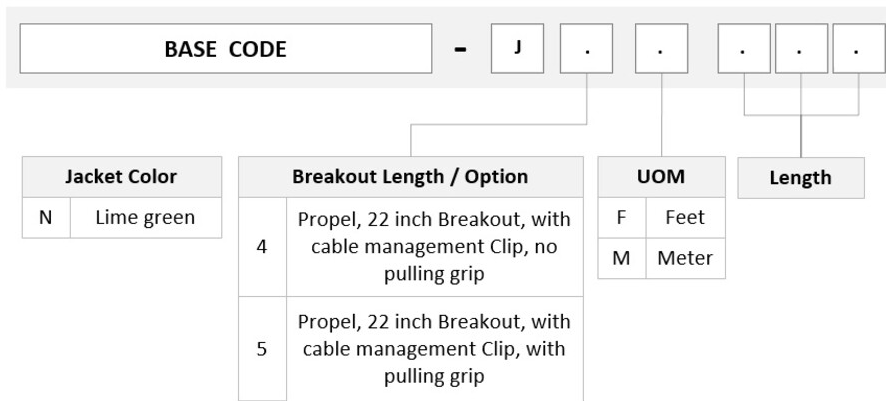 BASE CODE - J . . . . .
Jacket Color
N Lime green
Breakout Length / Option
4 Propel, 22 inch Breakout, with
cable management Clip, no
pulling grip
5 Propel, 22 inch Breakout, with
cable management Clip, with
pulling grip
UOM
F Feet
M Meter
Length